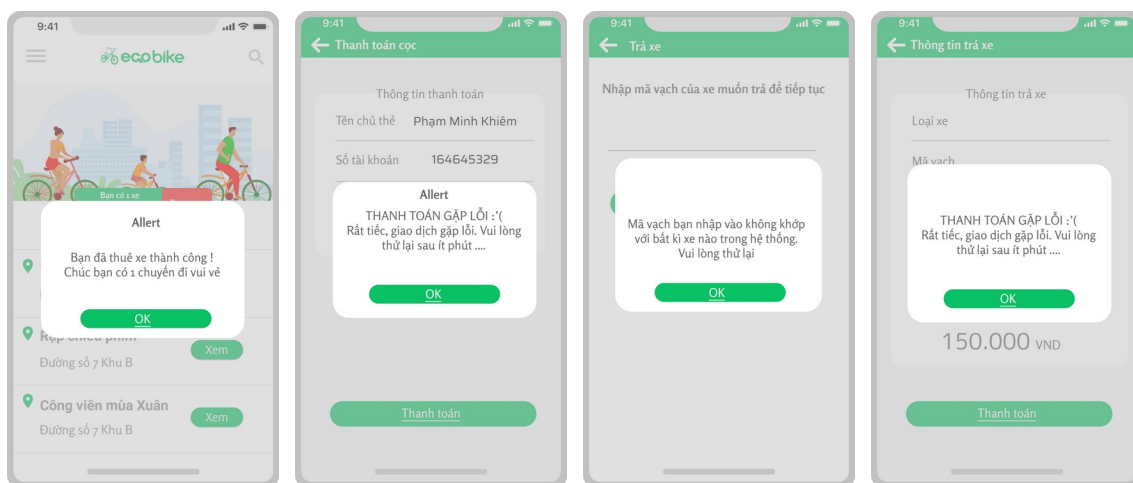 9:41
ecobike
Bạn có 1 xe
Allert
Bạn đã thuê xe thành công !
Chúc bạn có 1 chuyến đi vui vẻ
OK
Rạp chiếu phim
Đường số 7 Khu B
Xem
Công viên mùa Xuân
Đường số 7 Khu B
Xem
9:41
Thanh toán cọc
Thông tin thanh toán
Tên chủ thẻ Phạm Minh Khiêm
Số tài khoản 164645329
Allert
THANH TOÁN GẶP LỖI :'(
Rất tiếc, giao dịch gặp lỗi. Vui lòng
thử lại sau ít phút ....
OK
Thanh toán
9:41
Trả xe
Nhập mã vạch của xe muốn trả để tiếp tục
Mã vạch bạn nhập vào không khớp
với bất kì xe nào trong hệ thống.
Vui lòng thử lại
OK
9:41
Thông tin trả xe
Thông tin trả xe
Loại xe
Mã vạch
THANH TOÁN GẶP LỖI :'(
Rất tiếc, giao dịch gặp lỗi. Vui lòng
thử lại sau ít phút ....
OK
150.000 VND
Thanh toán